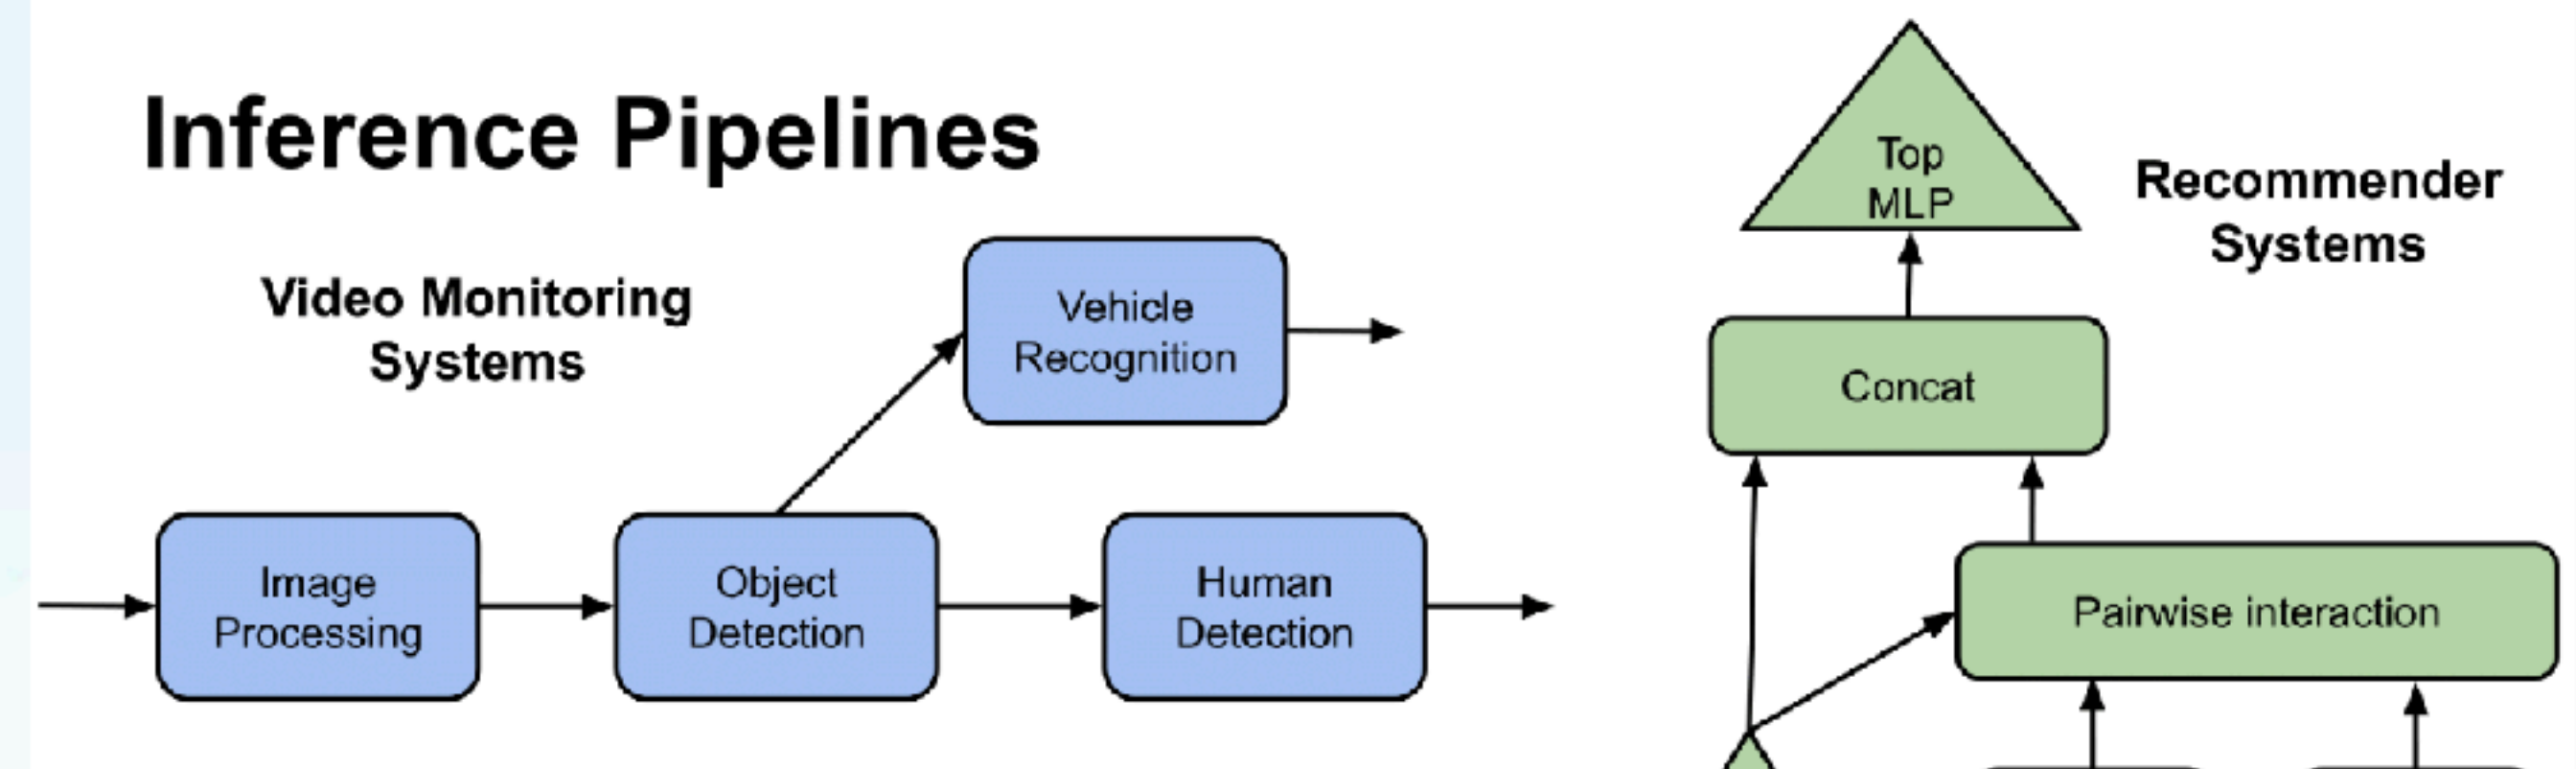 Inference Pipelines
Video Monitoring
Systems
Vehicle
Recognition
Image
Processing
Object
Detection
Human
Detection
Top
MLP
Recommender
Systems
Concat
Pairwise interaction